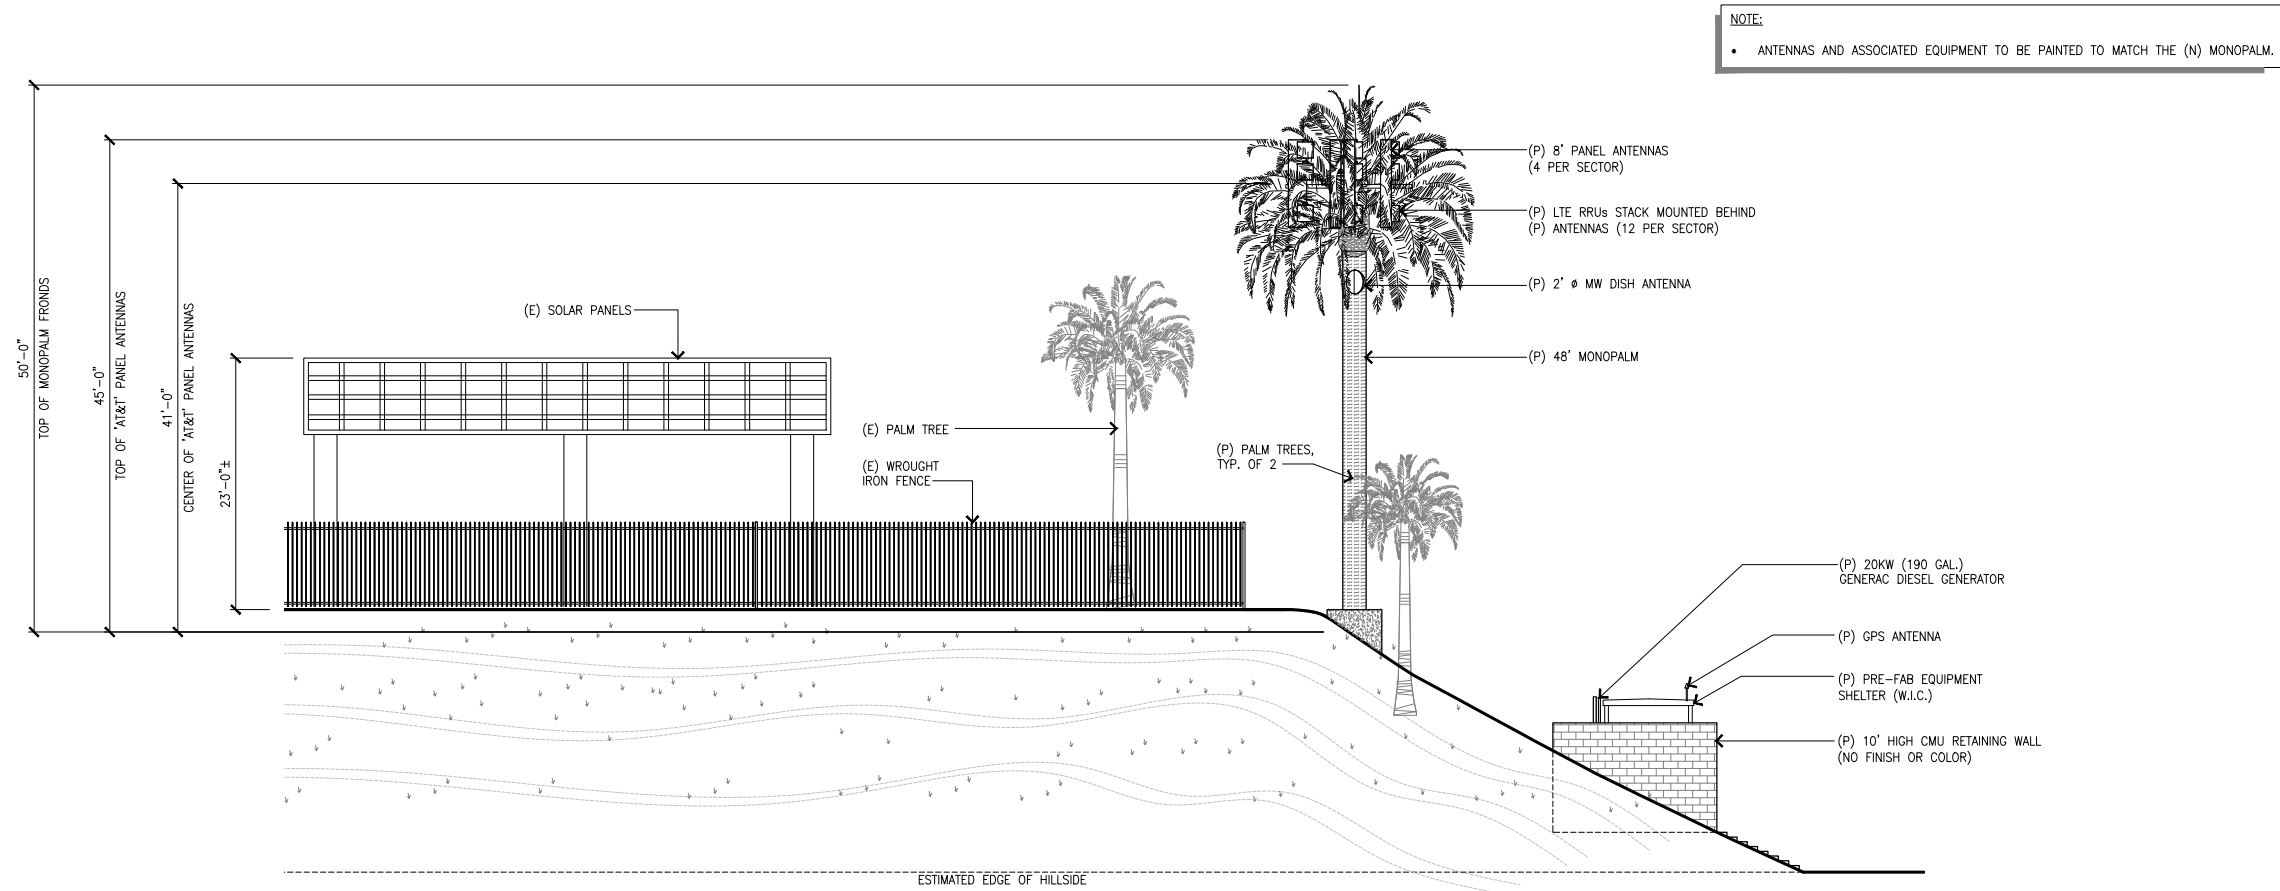 NOTE:
• ANTENNAS AND ASSOCIATED EQUIPMENT TO BE PAINTED TO MATCH THE (N) MONOPALM.
50'-0"
TOP OF MONOPALM FRONDS
45'-0"
TOP OF 'AT&T' PANEL ANTENNAS
41'-0"
CENTER OF 'AT&T' PANEL ANTENNAS
23'-0"±
(E) SOLAR PANELS
(E) PALM TREE
(E) WROUGHT
IRON FENCE
(P) PALM TREES,
TYP. OF 2
(P) 8' PANEL ANTENNAS
(4 PER SECTOR)
(P) LTE RRUs STACK MOUNTED BEHIND
(P) ANTENNAS (12 PER SECTOR)
(P) 2' ø MW DISH ANTENNA
(P) 48' MONOPALM
(P) 20KW (190 GAL.)
GENERAC DIESEL GENERATOR
(P) GPS ANTENNA
(P) PRE-FAB EQUIPMENT
SHELTER (W.I.C.)
(P) 10' HIGH CMU RETAINING WALL
(NO FINISH OR COLOR)
ESTIMATED EDGE OF HILLSIDE